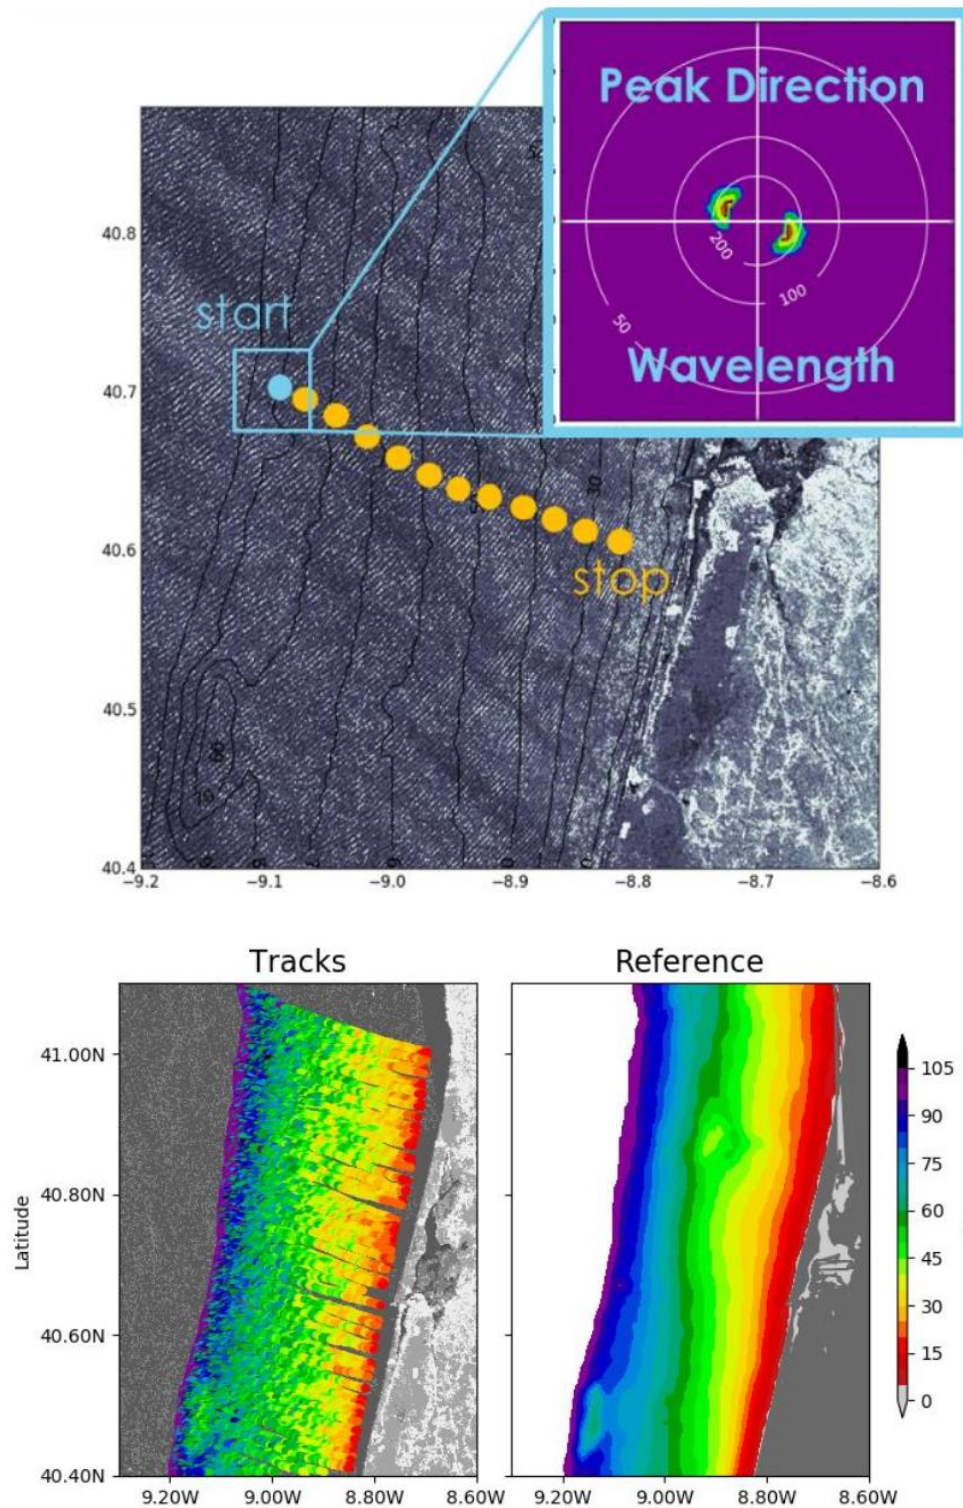 Peak Direction
200
100
50
Wavelength
40.8
start
40.7
30
40.6
stop
40.5
60
70
40.4
−9.2 −9.1 −9.0 −8.9 −8.8 −8.7 −8.6
Tracks Reference
41.00N
40.80N
40.60N
40.40N
Latitude
105
90
75
60
45
30
15
0
9.20W 9.00W 8.80W 8.60W 9.20W 9.00W 8.80W 8.60W